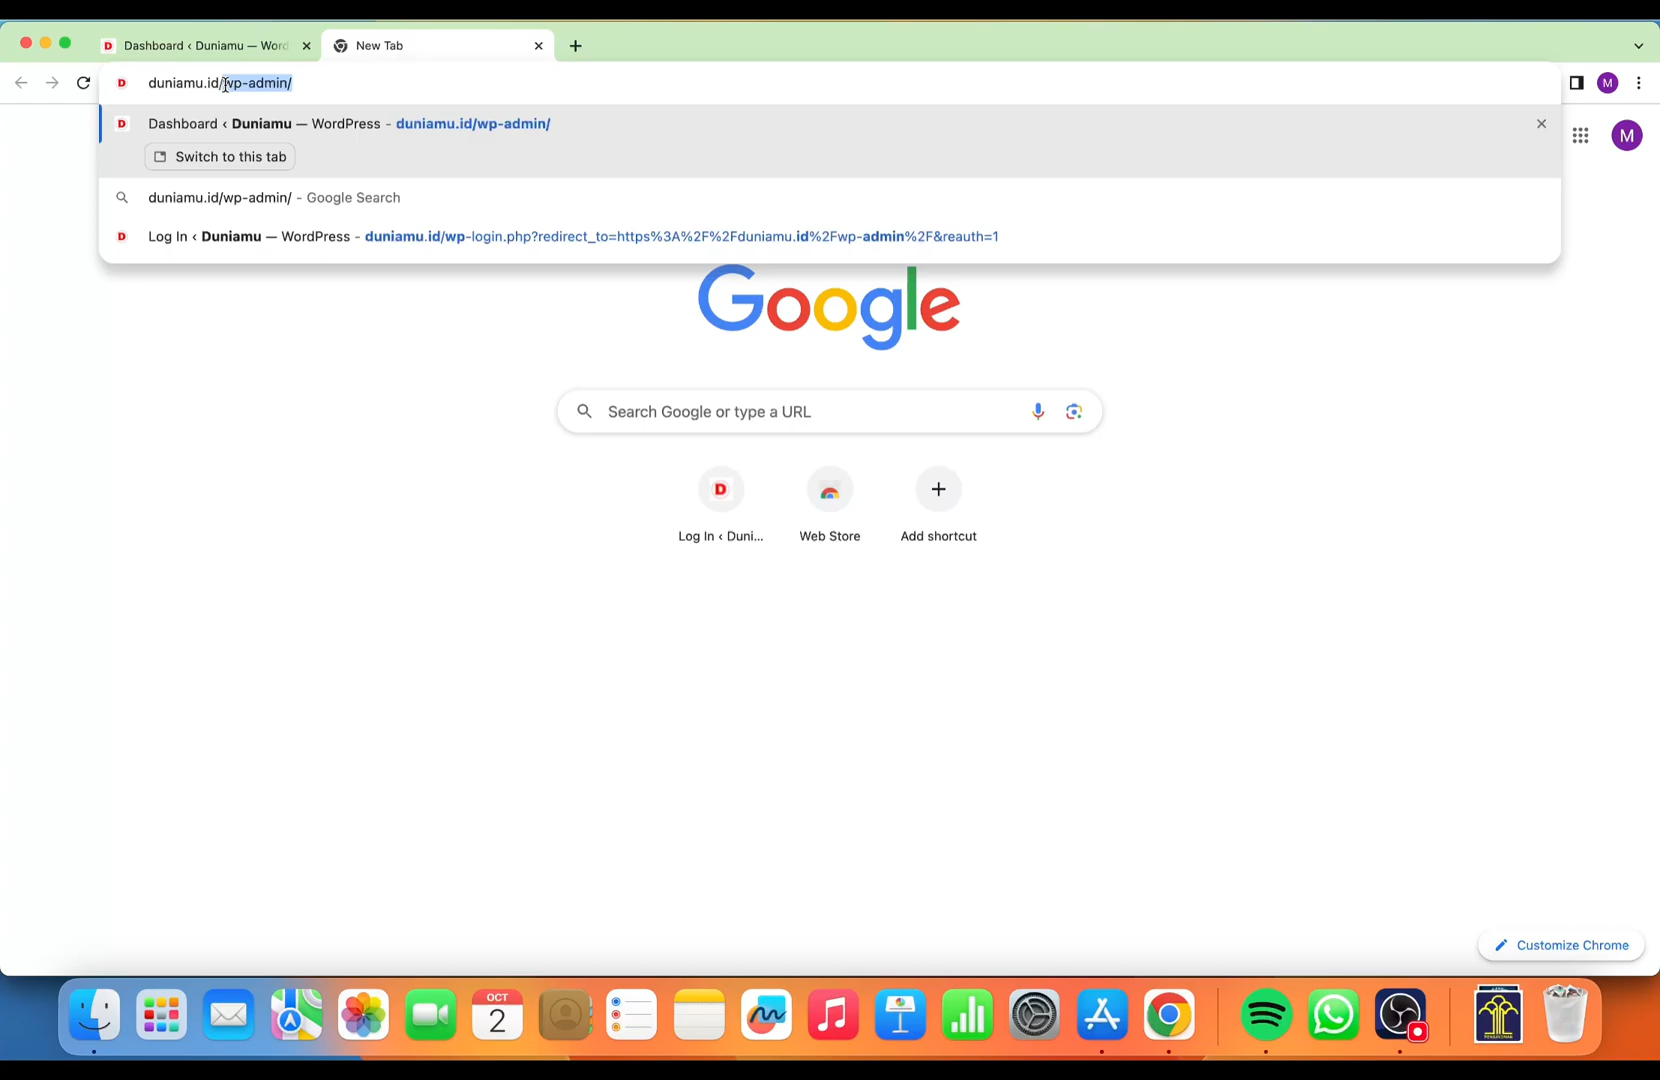 D Dashboard ‹ Duniamu — Word
New Tab
D duniamu.id/wp-admin/
M
D Dashboard ‹ Duniamu — WordPress - duniamu.id/wp-admin/
Switch to this tab
M
duniamu.id/wp-admin/ - Google Search
D Log In ‹ Duniamu — WordPress - duniamu.id/wp-login.php?redirect_to=https%3A%2F%2Fduniamu.id%2Fwp-admin%2F&reauth=1
Google
Search Google or type a URL
D
Log In ‹ Duni...
Web Store
Add shortcut
Customize Chrome
OCT
2